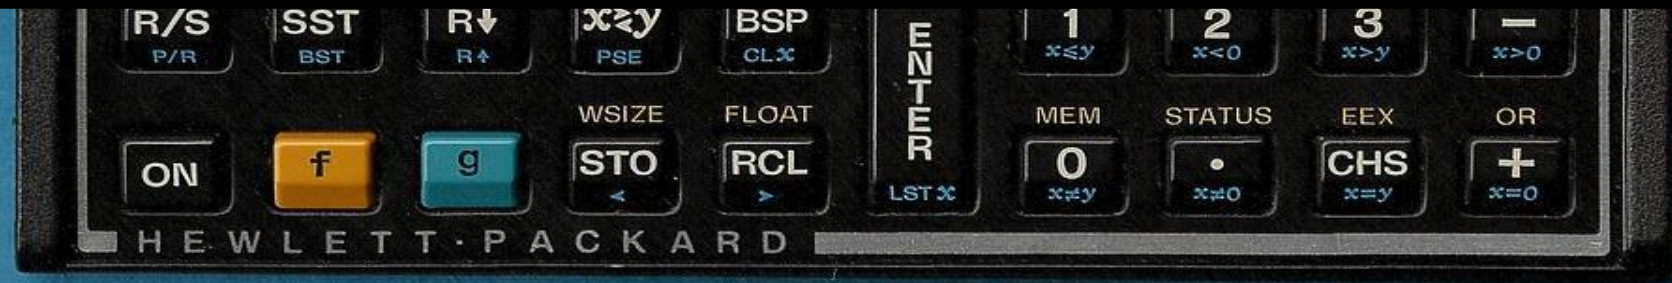 R/S SST R↓ x≷y BSP 1 2 3 −
P/R BST R↑ PSE CLX x≤y x<0 x>y x>0
ENTER
WSIZE FLOAT MEM STATUS EEX OR
ON f g STO RCL 0 • CHS +
< > LST X x≠y x≠0 x=y x=0
HEWLETT·PACKARD